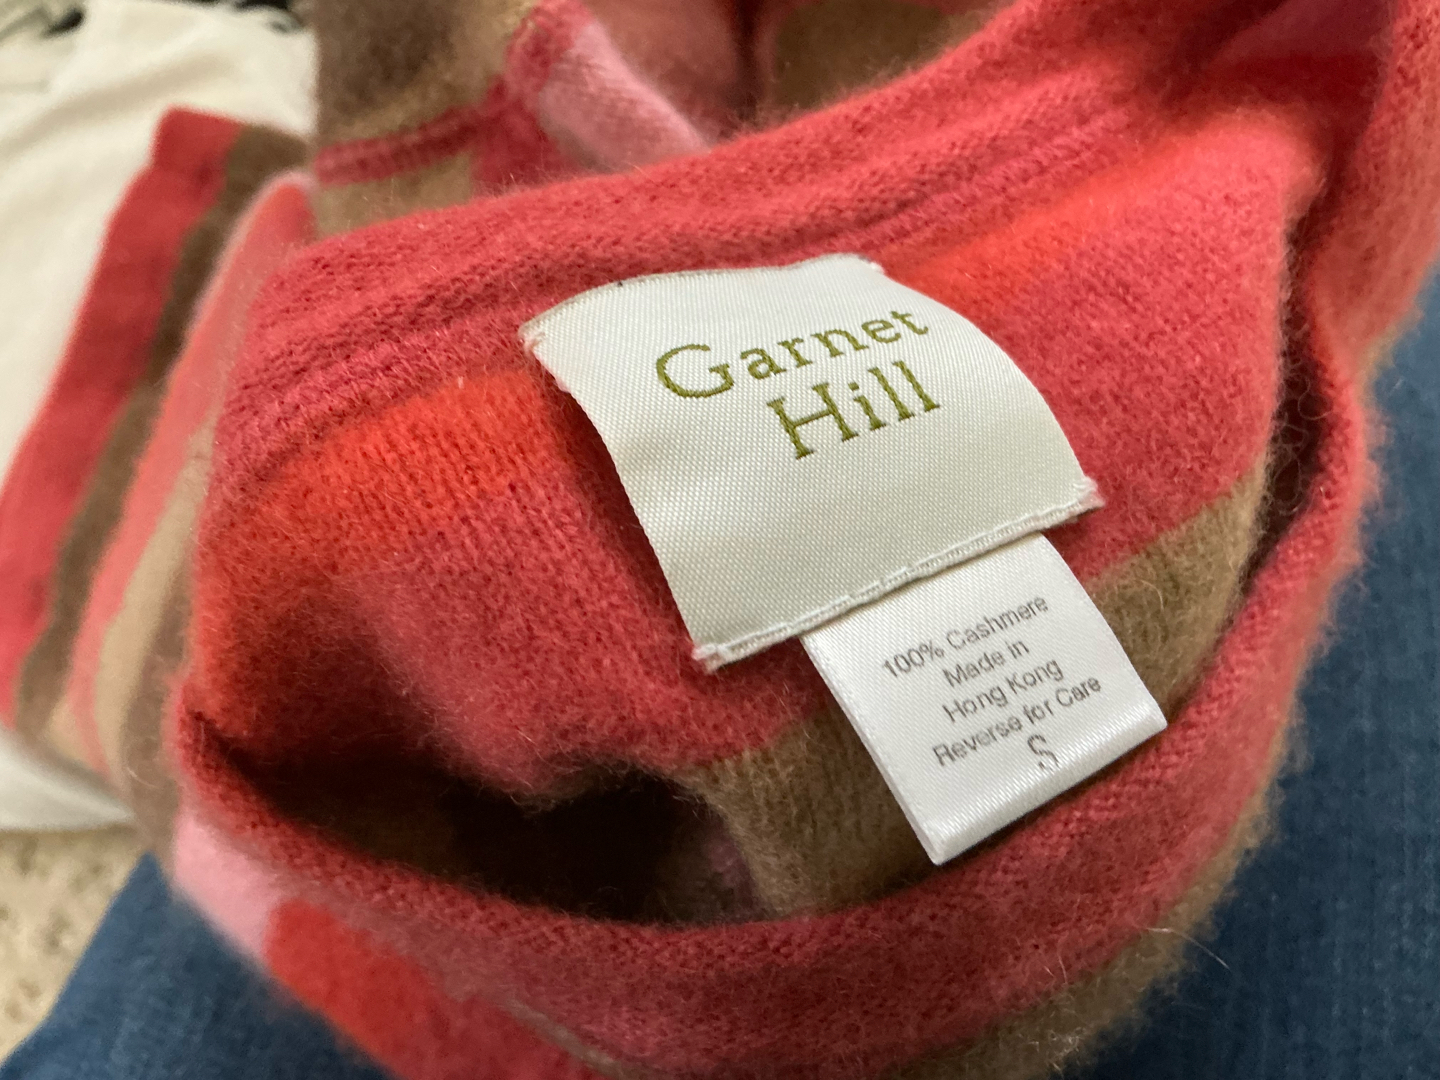 Garnet
Hill
100% Cashmere
Made in
Hong Kong
Reverse for Care
S